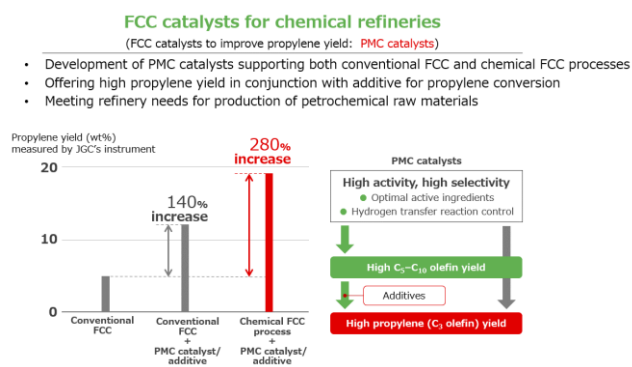 FCC catalysts for chemical refineries
(FCC catalysts to improve propylene yield: PMC catalysts)
• Development of PMC catalysts supporting both conventional FCC and chemical FCC processes
• Offering high propylene yield in conjunction with additive for propylene conversion
• Meeting refinery needs for production of petrochemical raw materials
Propylene yield (wt%)
measured by JGC's instrument
20
10
0
140%
increase
280%
increase
Conventional
FCC
Conventional
FCC
+
PMC catalyst/
additive
Chemical FCC
process
+
PMC catalyst/
additive
PMC catalysts
High activity, high selectivity
● Optimal active ingredients
● Hydrogen transfer reaction control
High C₅–C₁₀ olefin yield
Additives
High propylene (C₃ olefin) yield